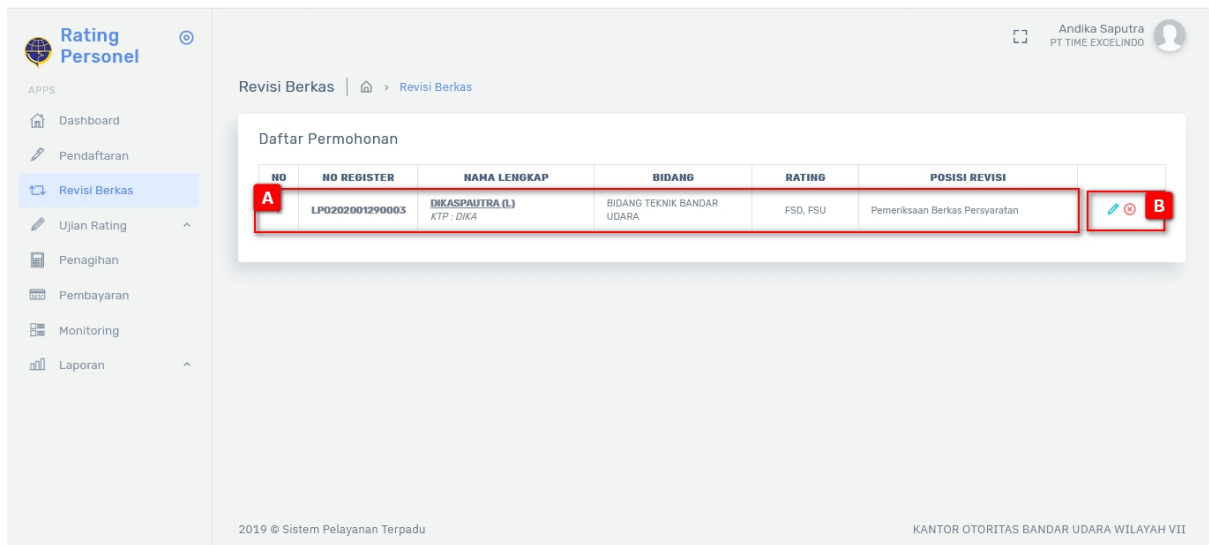 Rating
Personel
APPS
Dashboard
Pendaftaran
Revisi Berkas
Ujian Rating
Penagihan
Pembayaran
Monitoring
Laporan
Andika Saputra
PT TIME EXCELINDO
Revisi Berkas | > Revisi Berkas
Daftar Permohonan
NO NO REGISTER NAMA LENGKAP BIDANG RATING POSISI REVISI
A LP0202001290003 DIKASPAUTRA (L) BIDANG TEKNIK BANDAR FSD, FSU Pemeriksaan Berkas Persyaratan B
KTP : DIKA UDARA
2019 © Sistem Pelayanan Terpadu KANTOR OTORITAS BANDAR UDARA WILAYAH VII